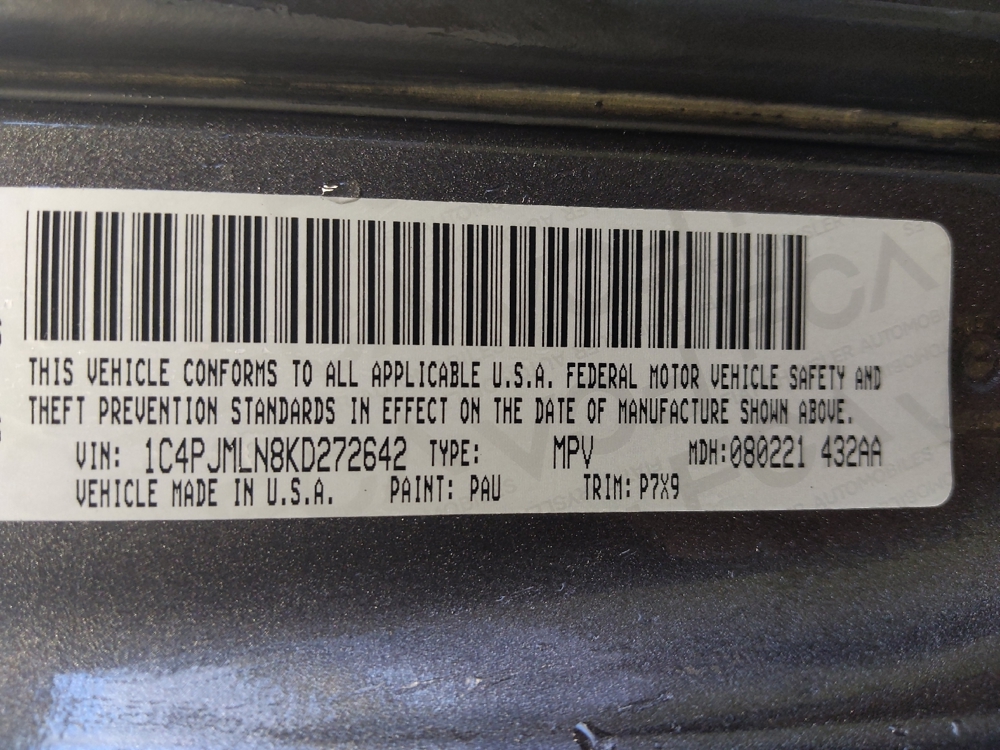 THIS VEHICLE CONFORMS TO ALL APPLICABLE U.S.A. FEDERAL MOTOR VEHICLE SAFETY AND
THEFT PREVENTION STANDARDS IN EFFECT ON THE DATE OF MANUFACTURE SHOWN ABOVE.
VIN: 1C4PJMLN8KD272642 TYPE: MPV MDH:080221 432AA
VEHICLE MADE IN U.S.A. PAINT: PAU TRIM: P7X9